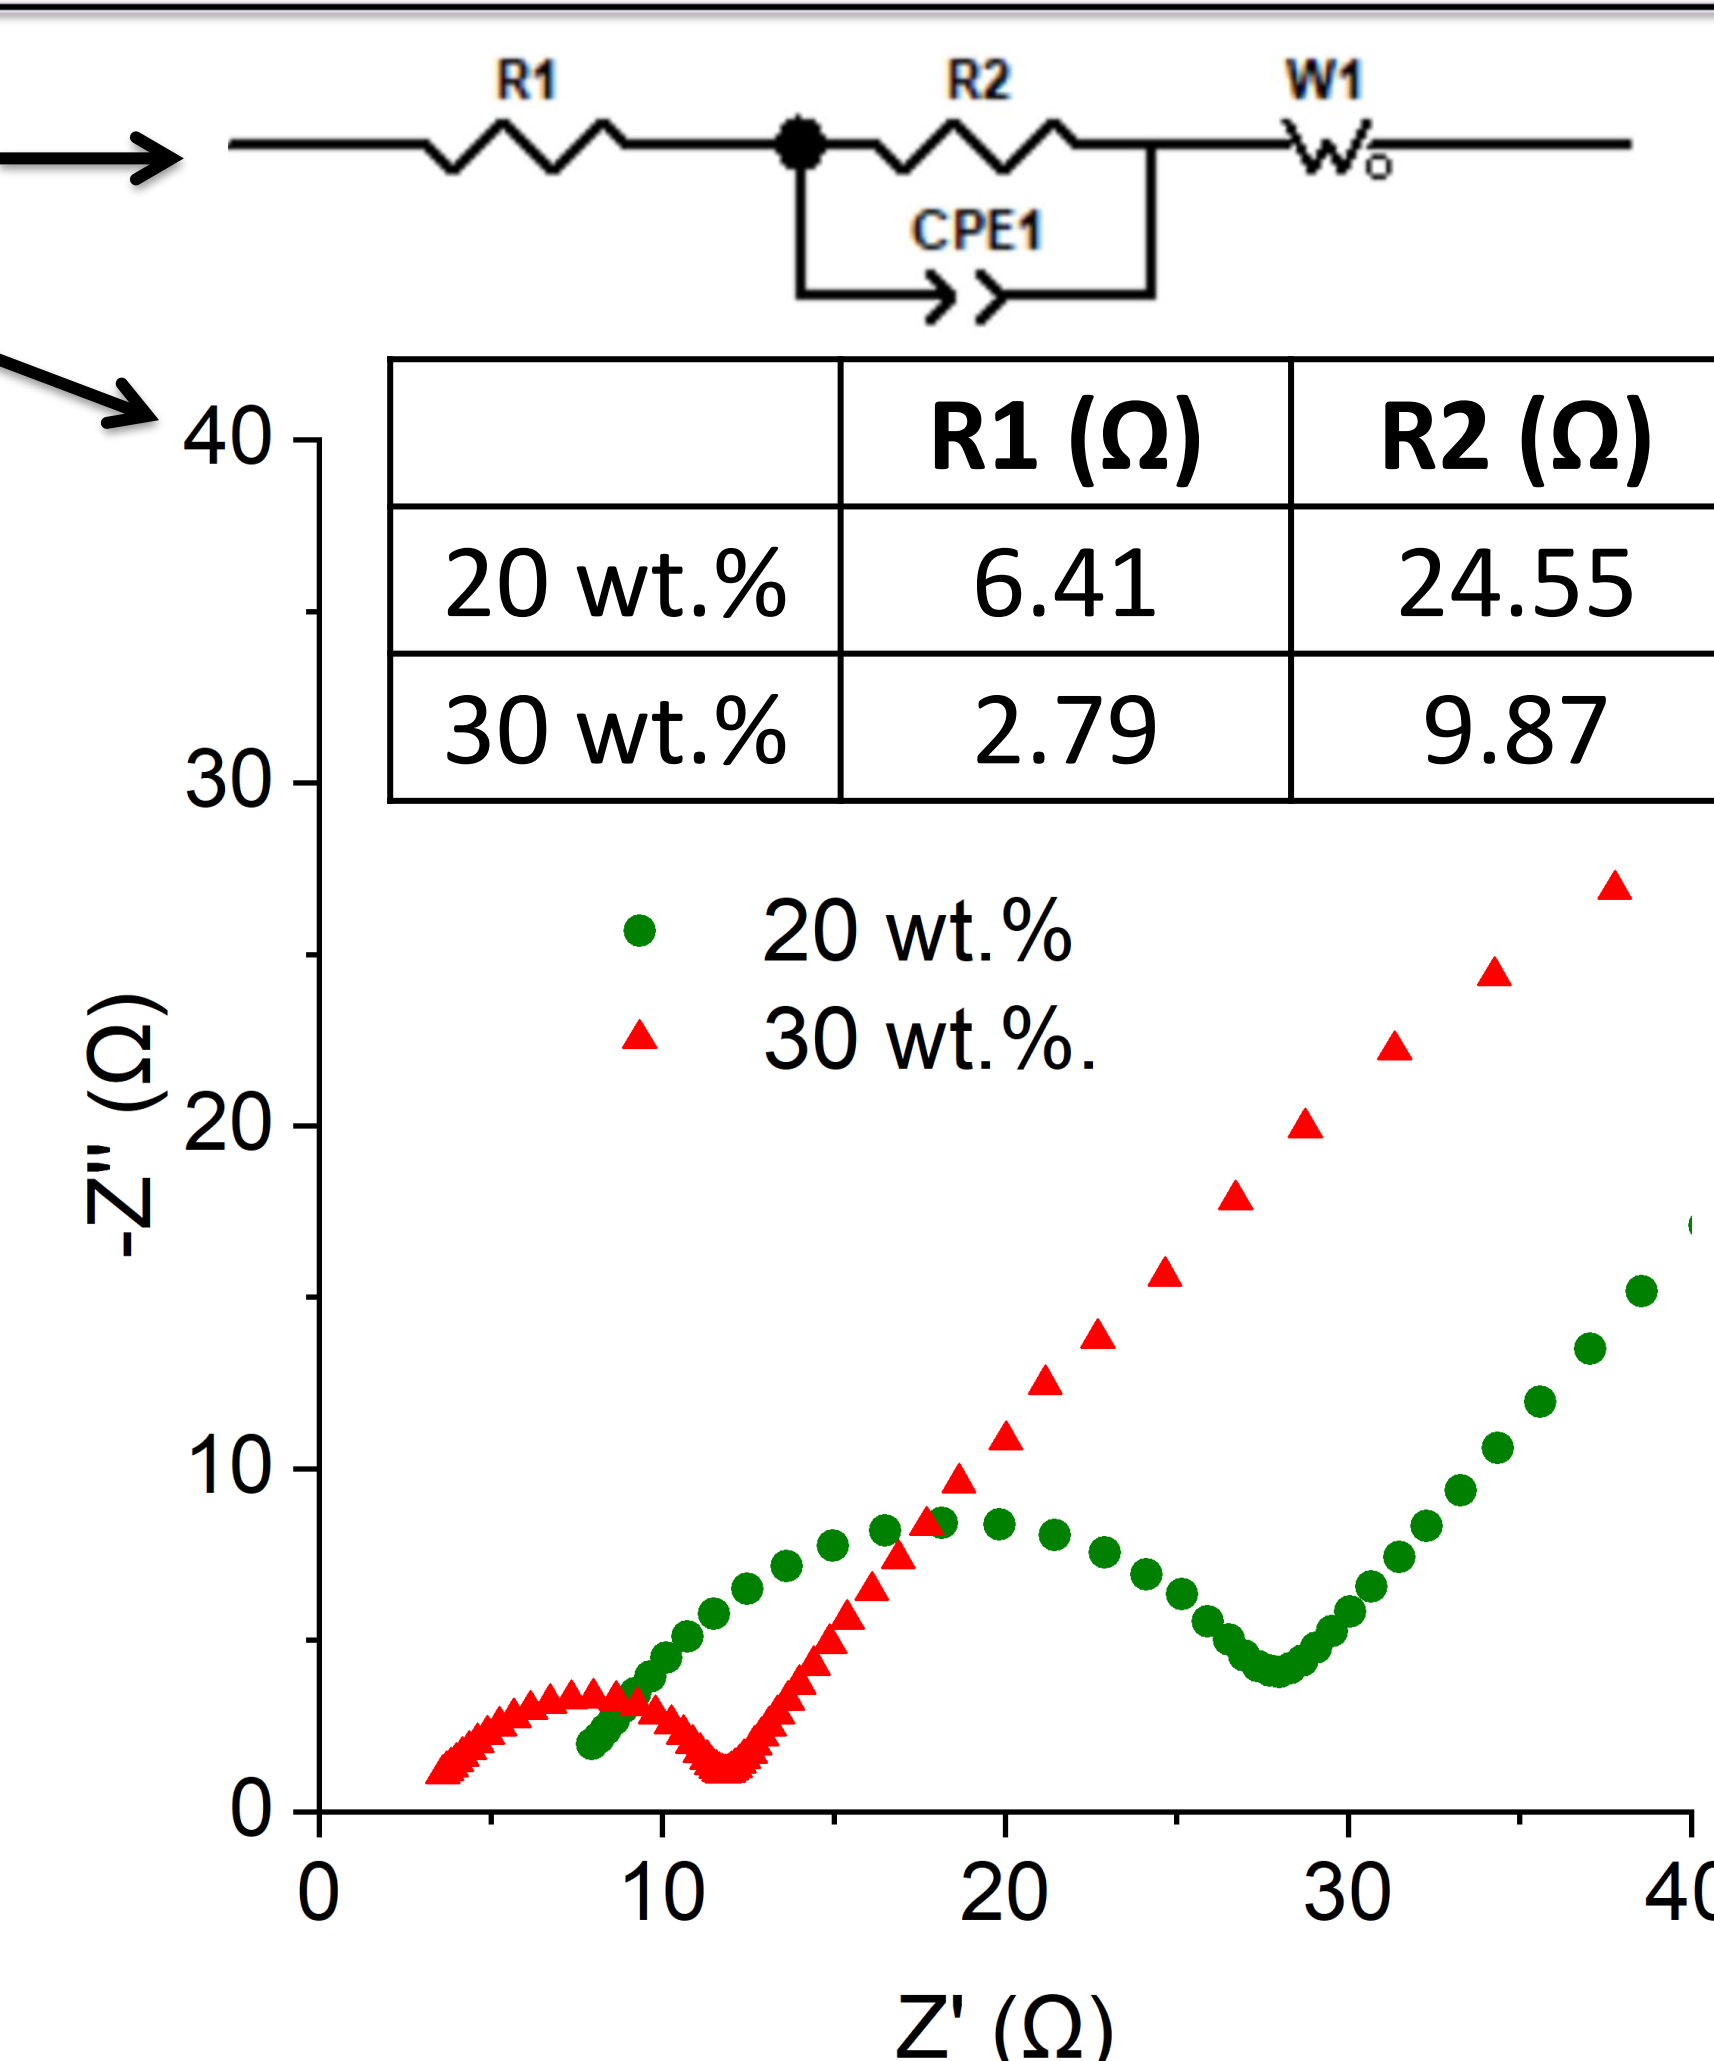 R1 R2 W1
CPE1
R1 (Ω) R2 (Ω)
20 wt.% 6.41 24.55
30 wt.% 2.79 9.87
20 wt.%
30 wt.%.
40
30
20
10
0
-Z'' (Ω)
0 10 20 30 40
Z' (Ω)